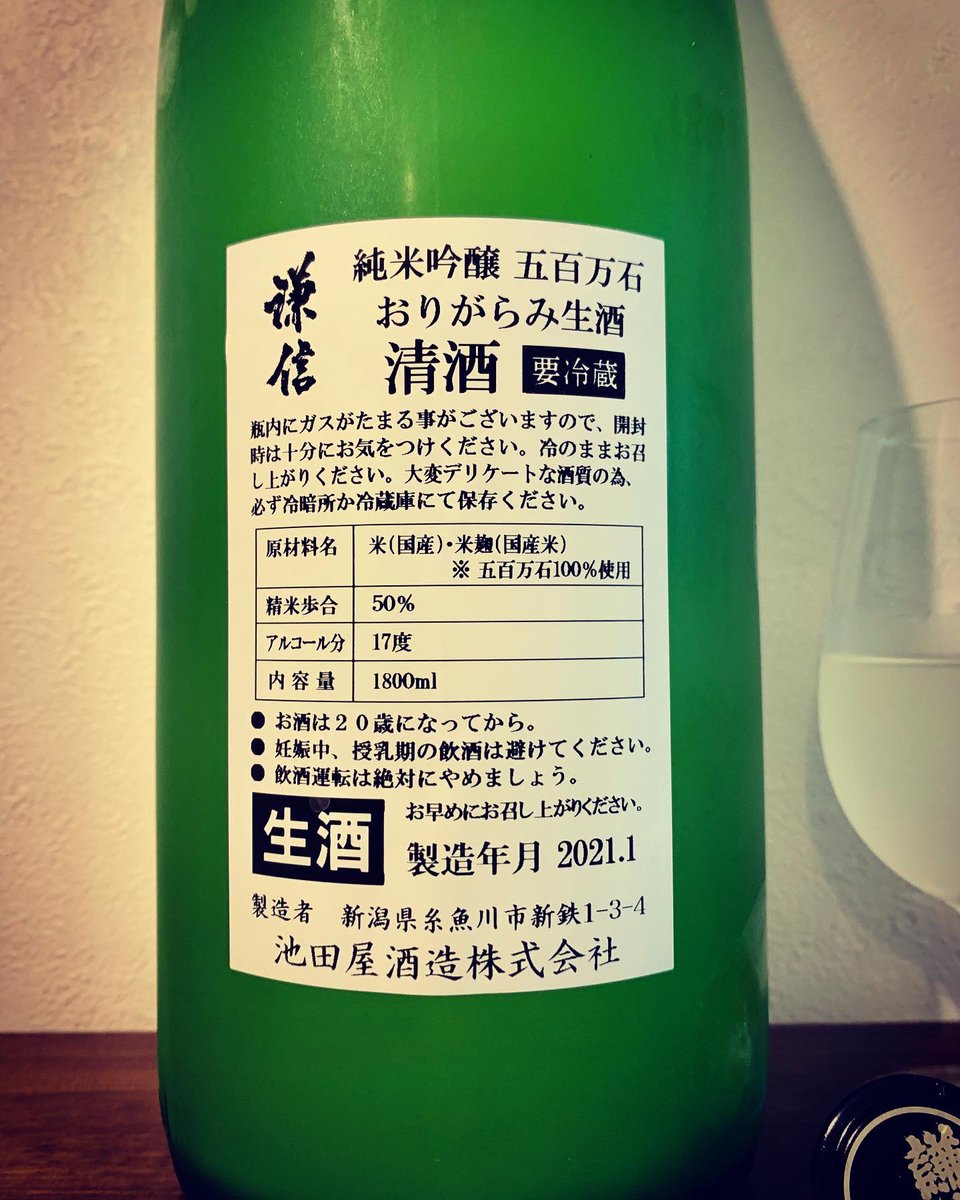 謙信
純米吟醸 五百万石
おりがらみ生酒
清酒 要冷蔵
瓶内にガスがたまる事がございますので、開封
時は十分にお気をつけください。冷のままお召
し上がりください。大変デリケートな酒質の為、
必ず冷暗所か冷蔵庫にて保存ください。
原材料名 米(国産)・米麹(国産米)
※ 五百万石100%使用
精米歩合 50%
アルコール分 17度
内容量 1800ml
● お酒は20歳になってから。
● 妊娠中、授乳期の飲酒は避けてください。
● 飲酒運転は絶対にやめましょう。
生酒
お早めにお召し上がりください。
製造年月 2021.1
製造者 新潟県糸魚川市新鉄1-3-4
池田屋酒造株式会社
謙